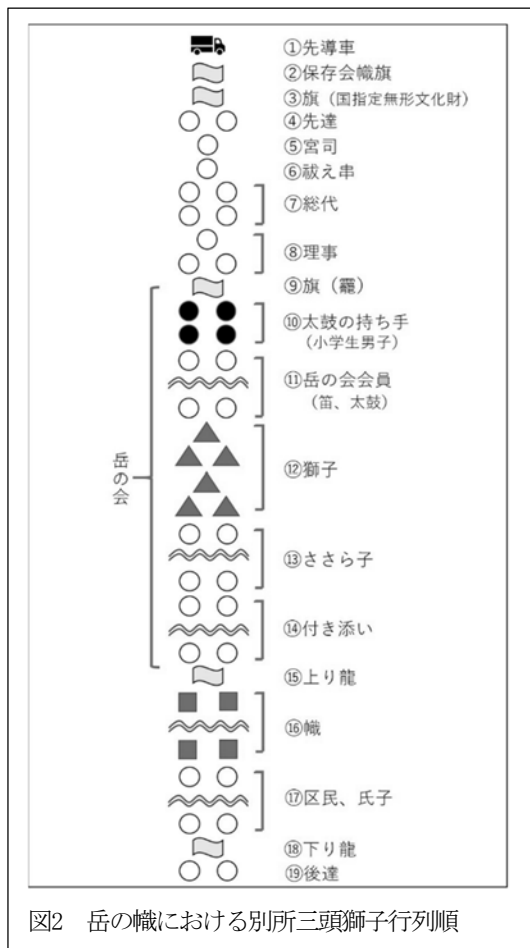 ①先導車
②保存会幟旗
③旗（国指定無形文化財）
④先達
⑤宮司
⑥祓え串
⑦総代
⑧理事
⑨旗（龗）
⑩太鼓の持ち手
（小学生男子）
⑪岳の会会員
（笛、太鼓）
岳の会
⑫獅子
⑬ささら子
⑭付き添い
⑮上り龍
⑯幟
⑰区民、氏子
⑱下り龍
⑲後達
図2　岳の幟における別所三頭獅子行列順